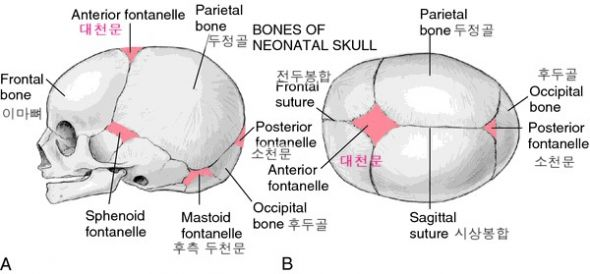 Anterior fontanelle
대천문
Parietal
bone 두정골
BONES OF
NEONATAL SKULL
Frontal
bone
이마뼈
Posterior
fontanelle
소천문
Sphenoid
fontanelle
Mastoid
fontanelle
후측 두천문
Occipital
bone 후두골
A
Parietal
bone 두정골
전두봉합
Frontal
suture
후두골
Occipital
bone
Posterior
fontanelle
소천문
대천문
Anterior
fontanelle
Sagittal
suture 시상봉합
B